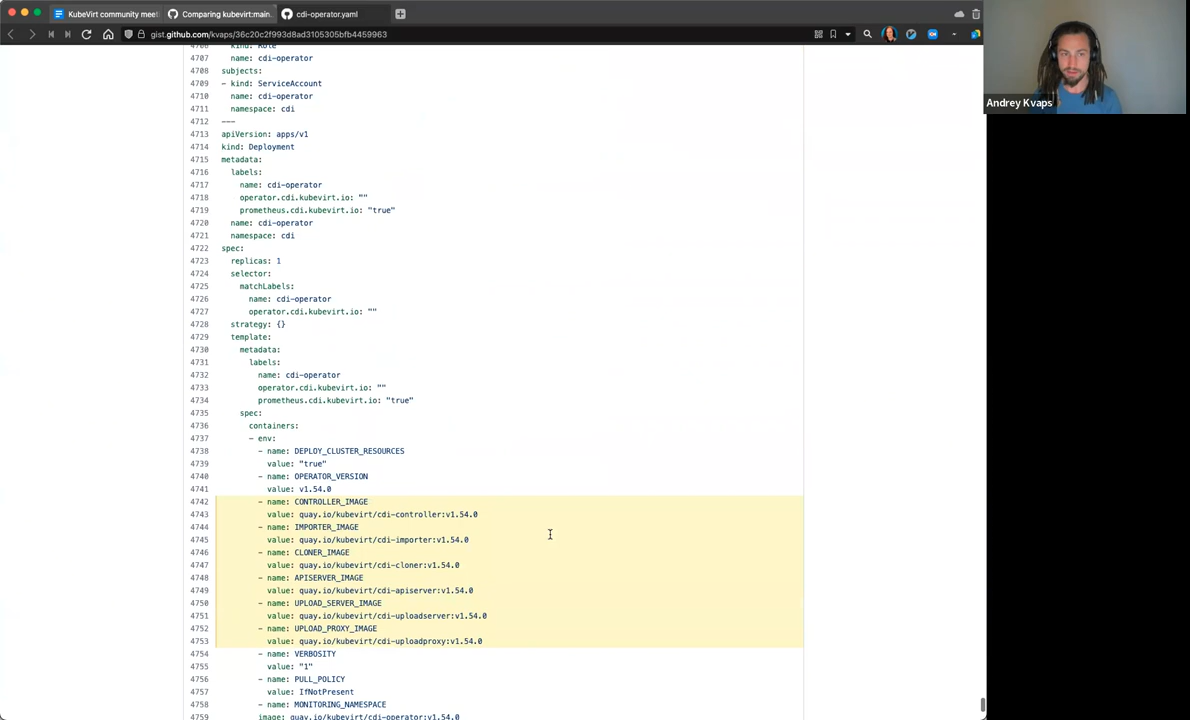 KubeVirt community meet
Comparing kubevirt:main.
cdi-operator.yaml
gist.github.com/kvaps/36c20c2f993d8ad3105305bfb4459963
Andrey Kvaps
4706 kind: Role
4707 name: cdi-operator
4708 subjects:
4709 - kind: ServiceAccount
4710 name: cdi-operator
4711 namespace: cdi
4712 ---
4713 apiVersion: apps/v1
4714 kind: Deployment
4715 metadata:
4716 labels:
4717 name: cdi-operator
4718 operator.cdi.kubevirt.io: ""
4719 prometheus.cdi.kubevirt.io: "true"
4720 name: cdi-operator
4721 namespace: cdi
4722 spec:
4723 replicas: 1
4724 selector:
4725 matchLabels:
4726 name: cdi-operator
4727 operator.cdi.kubevirt.io: ""
4728 strategy: {}
4729 template:
4730 metadata:
4731 labels:
4732 name: cdi-operator
4733 operator.cdi.kubevirt.io: ""
4734 prometheus.cdi.kubevirt.io: "true"
4735 spec:
4736 containers:
4737 - env:
4738 - name: DEPLOY_CLUSTER_RESOURCES
4739 value: "true"
4740 - name: OPERATOR_VERSION
4741 value: v1.54.0
4742 - name: CONTROLLER_IMAGE
4743 value: quay.io/kubevirt/cdi-controller:v1.54.0
4744 - name: IMPORTER_IMAGE
4745 value: quay.io/kubevirt/cdi-importer:v1.54.0
4746 - name: CLONER_IMAGE
4747 value: quay.io/kubevirt/cdi-cloner:v1.54.0
4748 - name: APISERVER_IMAGE
4749 value: quay.io/kubevirt/cdi-apiserver:v1.54.0
4750 - name: UPLOAD_SERVER_IMAGE
4751 value: quay.io/kubevirt/cdi-uploadserver:v1.54.0
4752 - name: UPLOAD_PROXY_IMAGE
4753 value: quay.io/kubevirt/cdi-uploadproxy:v1.54.0
4754 - name: VERBOSITY
4755 value: "1"
4756 - name: PULL_POLICY
4757 value: IfNotPresent
4758 - name: MONITORING_NAMESPACE
4759 image: quay.io/kubevirt/cdi-operator:v1.54.0